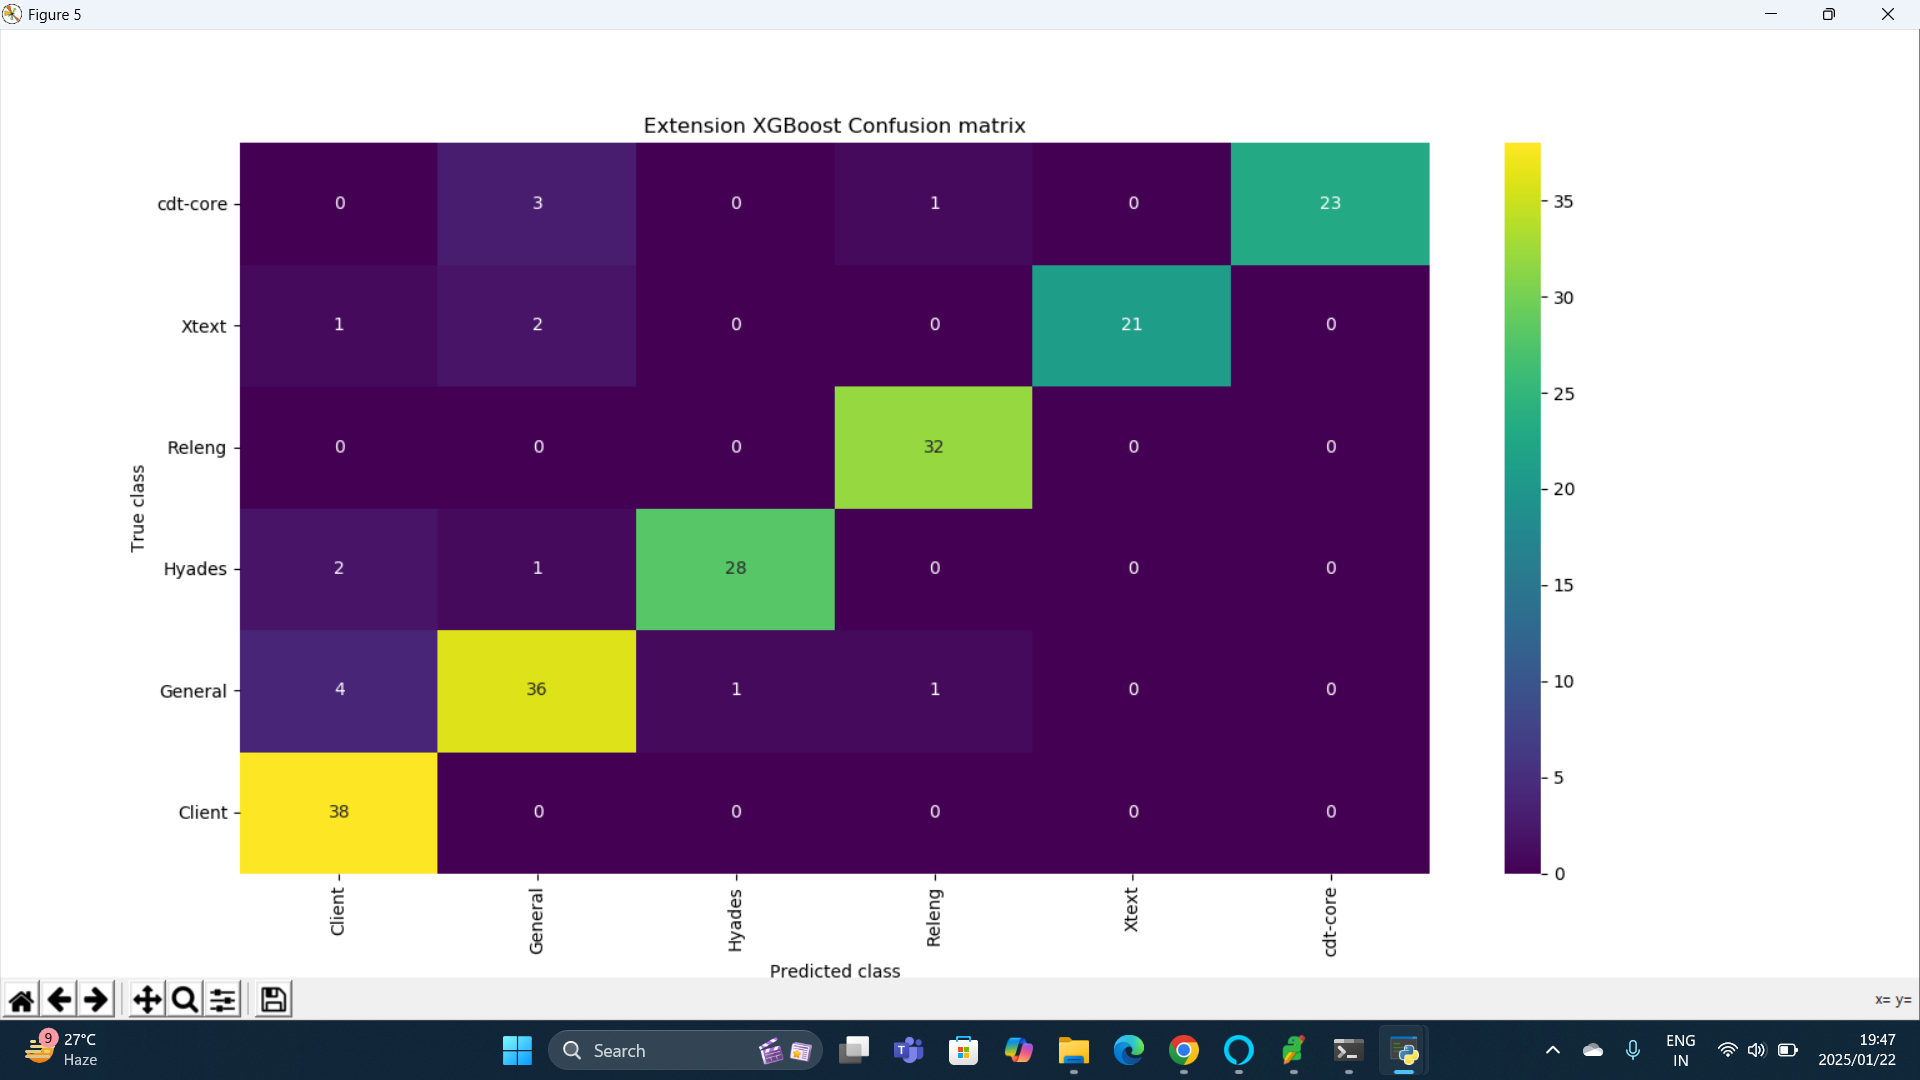 Figure 5
Extension XGBoost Confusion matrix
cdt-core 0 3 0 1 0 23
Xtext 1 2 0 0 21 0
Releng 0 0 0 32 0 0
Hyades 2 1 28 0 0 0
General 4 36 1 1 0 0
Client 38 0 0 0 0 0
True class
Client General Hyades Releng Xtext cdt-core
Predicted class
35
30
25
20
15
10
5
0
x= y=
9
27°C
Haze
Search
ENG
IN
19:47
2025/01/22